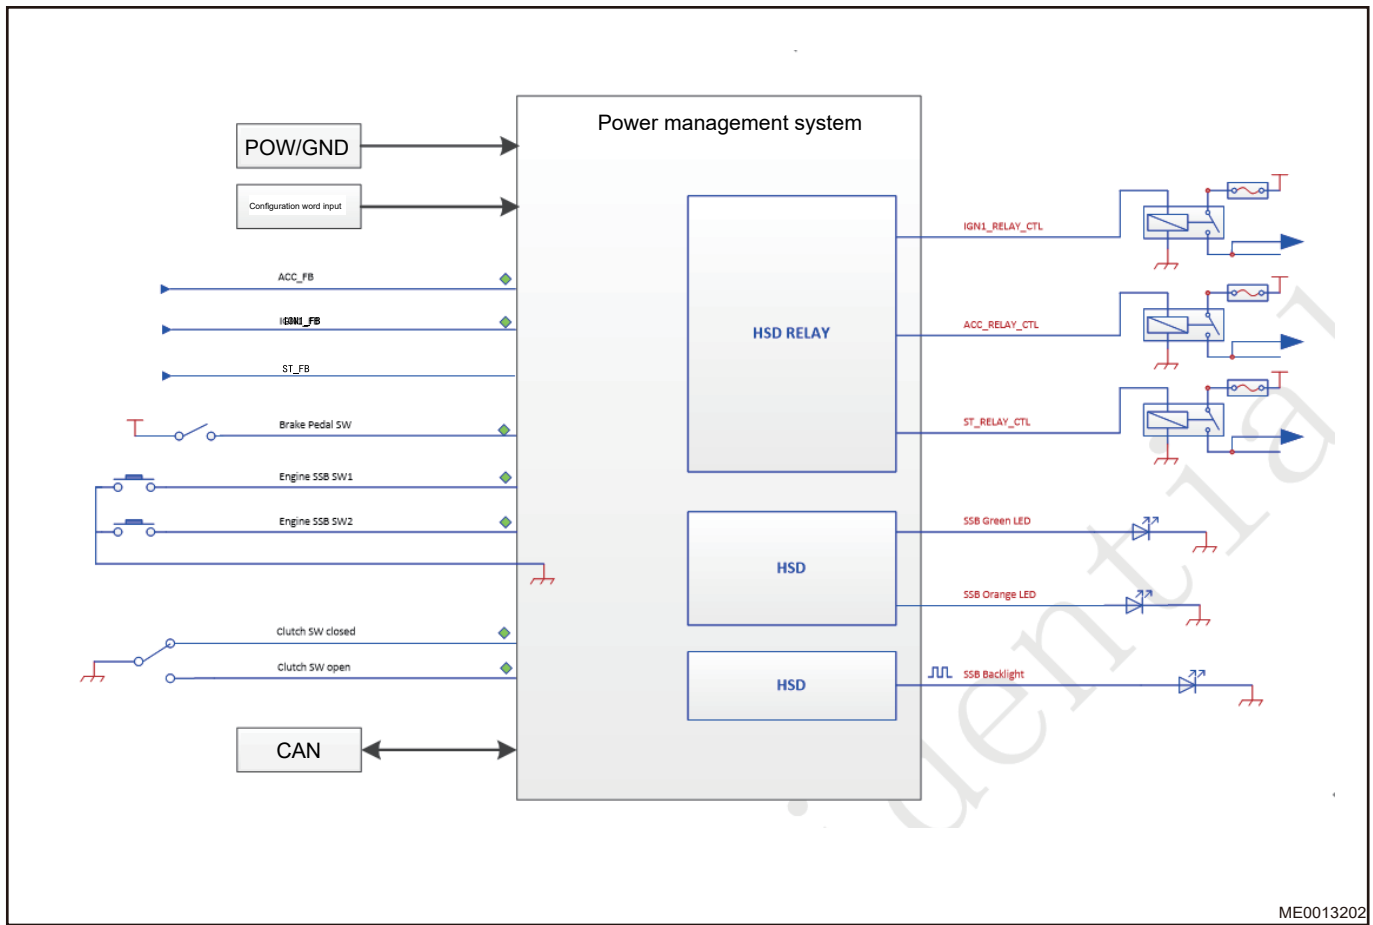 Power management system
POW/GND
Configuration word input
ACC_FB
IGN1_FB
ST_FB
Brake Pedal SW
Engine SSB SW1
Engine SSB SW2
Clutch SW closed
Clutch SW open
CAN
HSD RELAY
HSD
HSD
IGN1_RELAY_CTL
ACC_RELAY_CTL
ST_RELAY_CTL
SSB Green LED
SSB Orange LED
SSB Backlight
idential
ME0013202